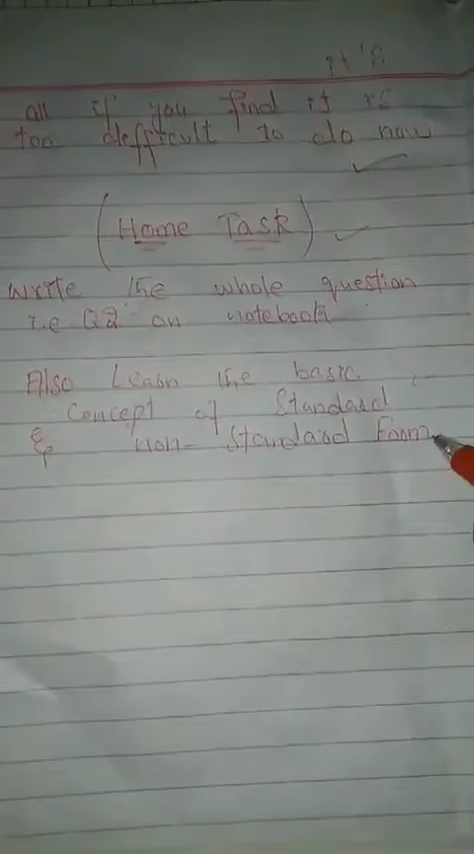 it's
all if you find it is
too defficult to do now
(Home Task)
write the whole question
i.e Q2 on notebook
Also Learn the basic
Concept of Standard
& non-Standard Form